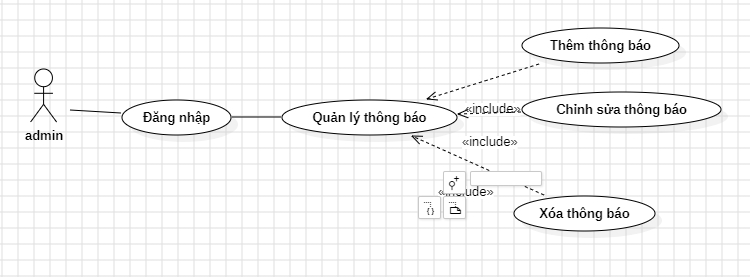 Thêm thông báo
«include»
Chỉnh sửa thông báo
Đăng nhập
Quản lý thông báo
admin
«include»
«include»
Xóa thông báo